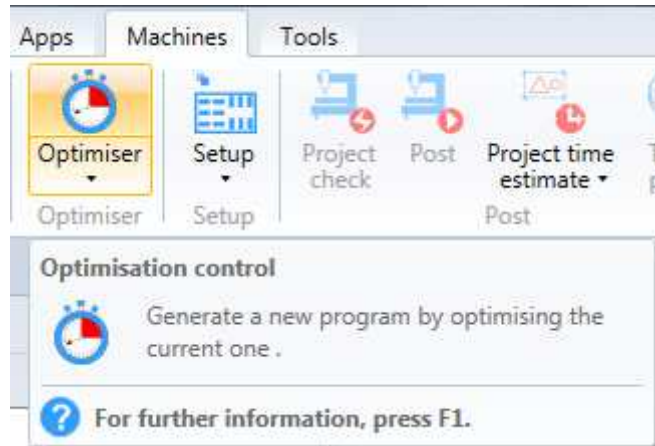 Apps Machines Tools
Optimiser Setup Project check Post Project time estimate
Optimiser Setup Post
Optimisation control
Generate a new program by optimising the
current one .
For further information, press F1.